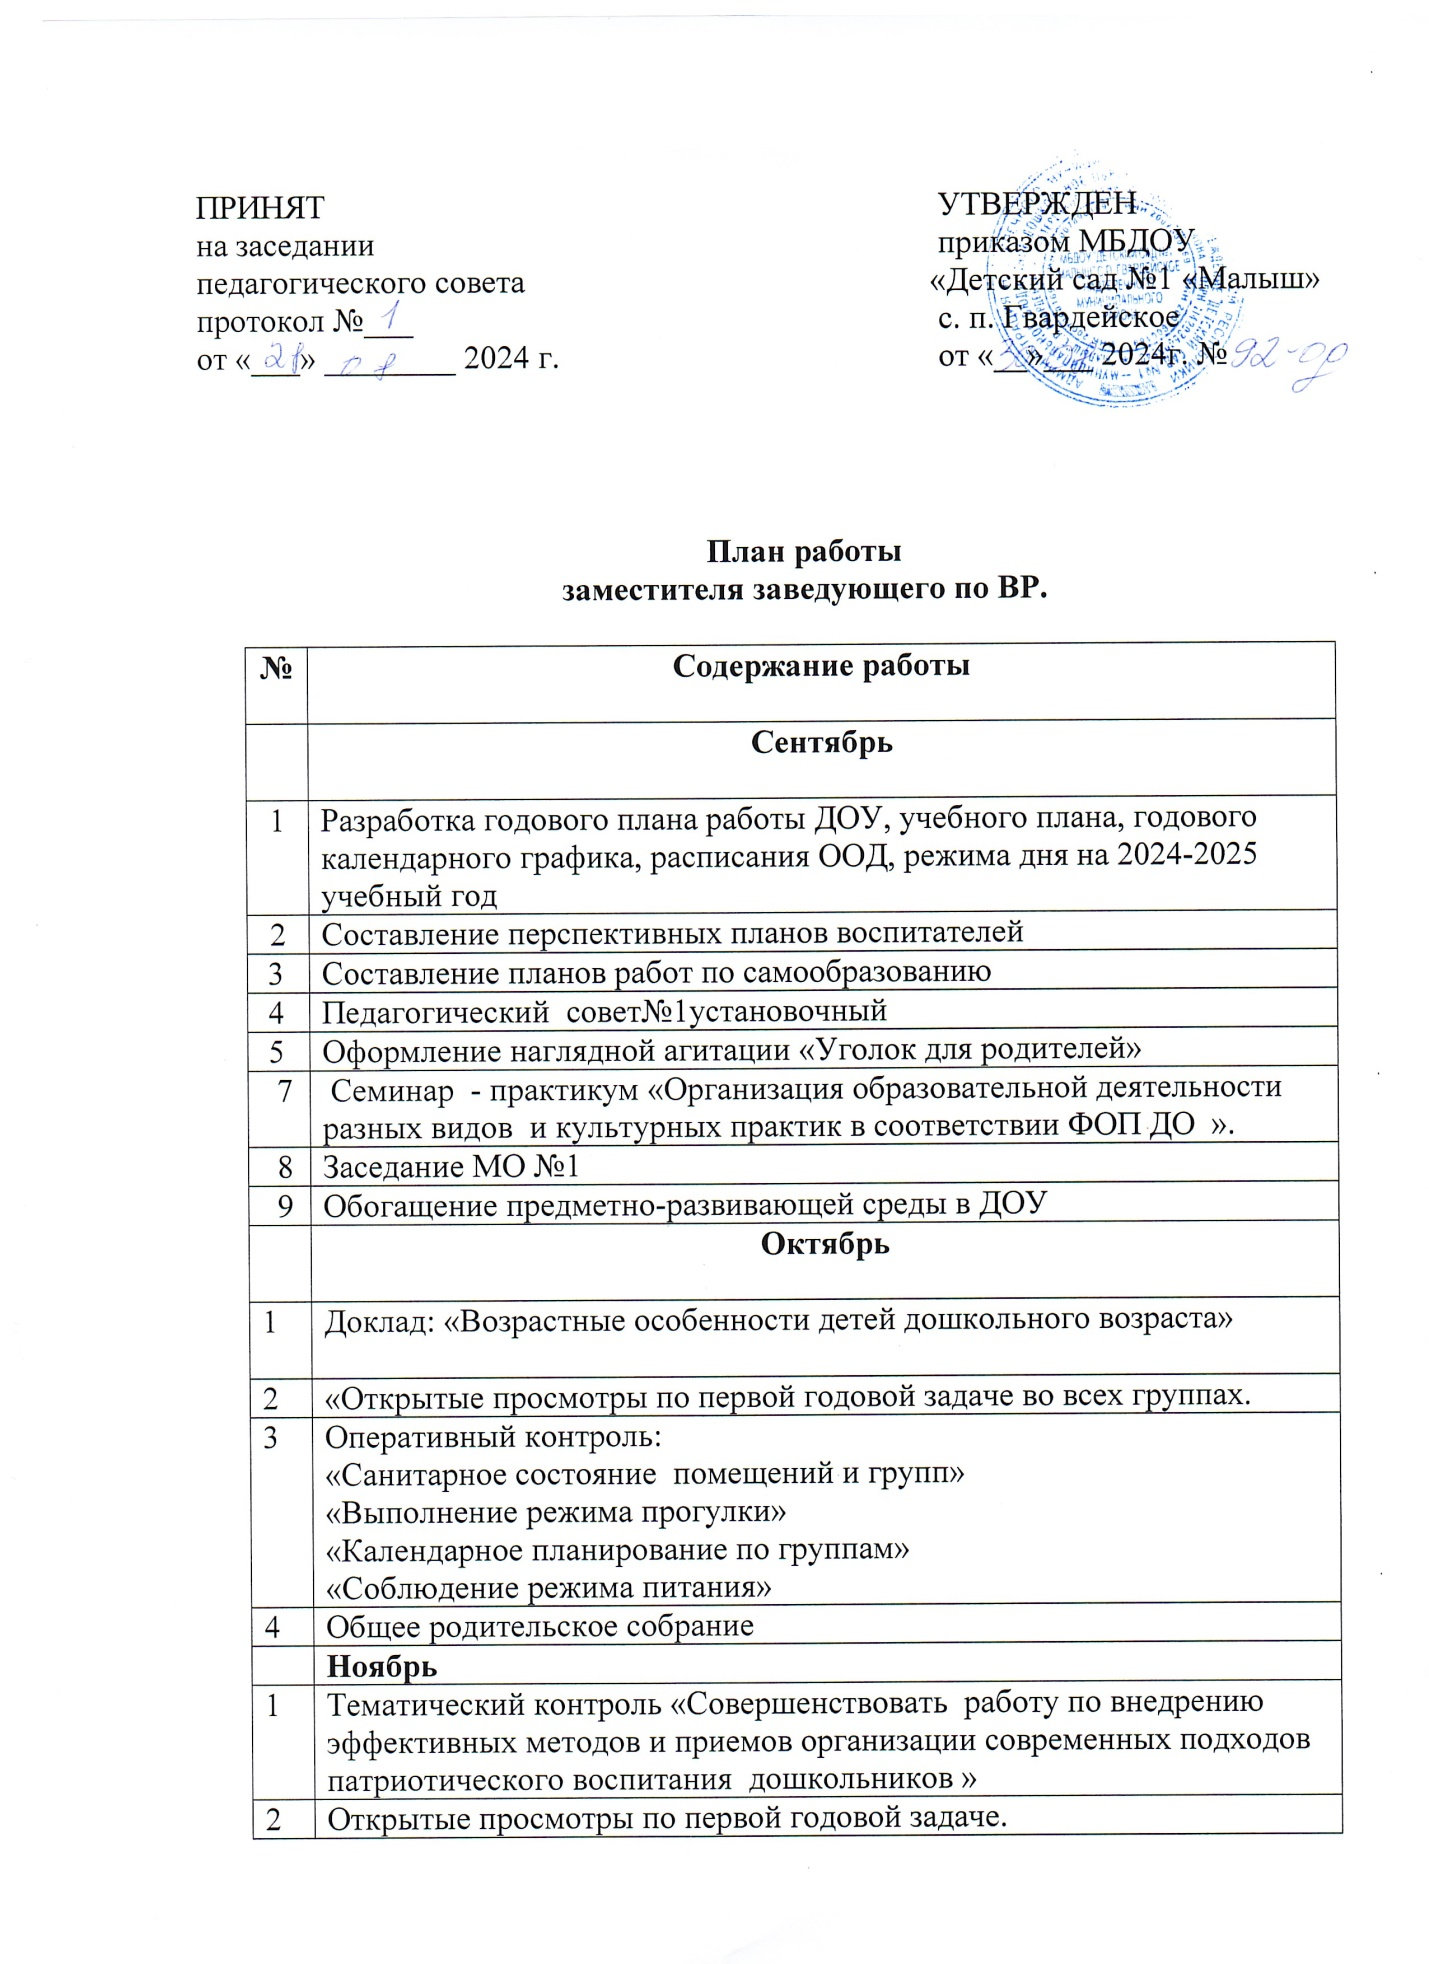 ПРИНЯТ
на заседании
педагогического совета
протокол № 1
от «28» 08 2024 г.
УТВЕРЖДЕН
приказом МБДОУ
«Детский сад №1 «Малыш»
с. п. Гвардейское
от «__» ___ 2024г. № 92-од
План работы
заместителя заведующего по ВР.
№ Содержание работы
Сентябрь
1 Разработка годового плана работы ДОУ, учебного плана, годового
календарного графика, расписания ООД, режима дня на 2024-2025
учебный год
2 Составление перспективных планов воспитателей
3 Составление планов работ по самообразованию
4 Педагогический  совет№1установочный
5 Оформление наглядной агитации «Уголок для родителей»
7 Семинар  - практикум «Организация образовательной деятельности
разных видов  и культурных практик в соответствии ФОП ДО  ».
8 Заседание МО №1
9 Обогащение предметно-развивающей среды в ДОУ
Октябрь
1 Доклад: «Возрастные особенности детей дошкольного возраста»
2 «Открытые просмотры по первой годовой задаче во всех группах.
3 Оперативный контроль:
«Санитарное состояние  помещений и групп»
«Выполнение режима прогулки»
«Календарное планирование по группам»
«Соблюдение режима питания»
4 Общее родительское собрание
Ноябрь
1 Тематический контроль «Совершенствовать  работу по внедрению
эффективных методов и приемов организации современных подходов
патриотического воспитания  дошкольников »
2 Открытые просмотры по первой годовой задаче.